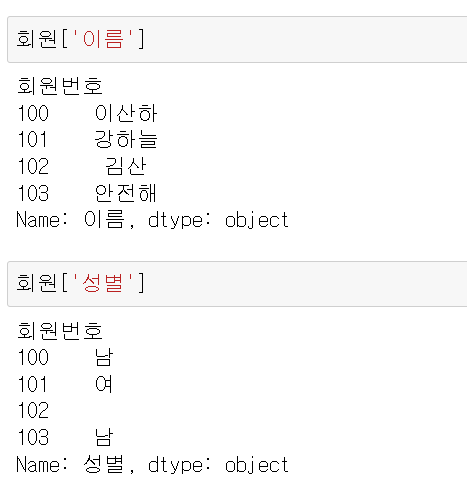 회원['이름']
회원번호
100    이산하
101    강하늘
102     김산
103    안전해
Name: 이름, dtype: object
회원['성별']
회원번호
100    남
101    여
102
103    남
Name: 성별, dtype: object